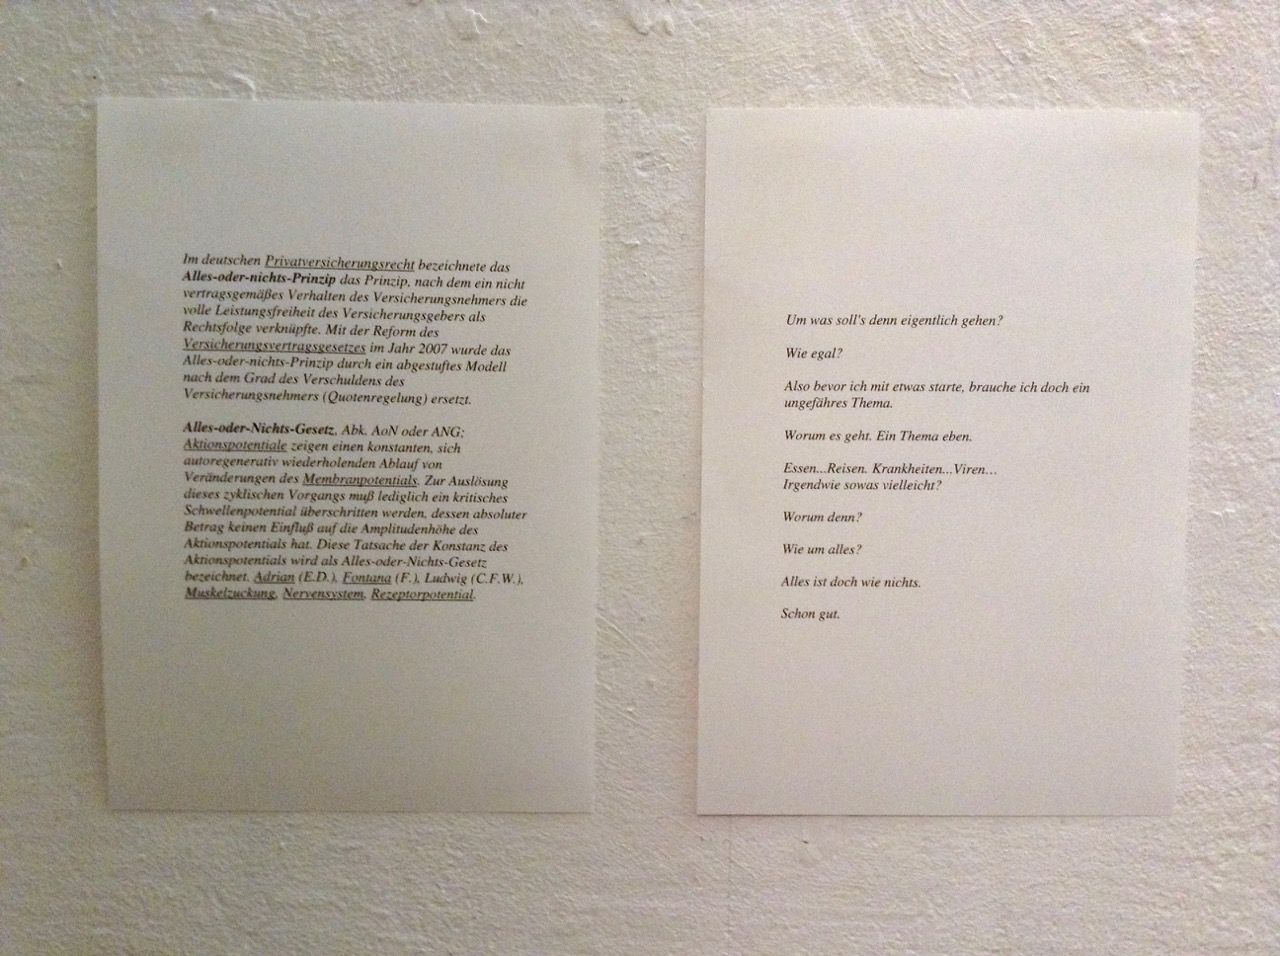 Im deutschen Privatversicherungsrecht bezeichnete das
Alles-oder-nichts-Prinzip das Prinzip, nach dem ein nicht
vertragsgemäßes Verhalten des Versicherungsnehmers die
volle Leistungsfreiheit des Versicherungsgebers als
Rechtsfolge verknüpfte. Mit der Reform des
Versicherungsvertragsgesetzes im Jahr 2007 wurde das
Alles-oder-nichts-Prinzip durch ein abgestuftes Modell
nach dem Grad des Verschuldens des
Versicherungsnehmers (Quotenregelung) ersetzt.
Alles-oder-Nichts-Gesetz, Abk. AoN oder ANG;
Aktionspotentiale zeigen einen konstanten, sich
autoregenerativ wiederholenden Ablauf von
Veränderungen des Membranpotentials. Zur Auslösung
dieses zyklischen Vorgangs muß lediglich ein kritisches
Schwellenpotential überschritten werden, dessen absoluter
Betrag keinen Einfluß auf die Amplitudenhöhe des
Aktionspotentials hat. Diese Tatsache der Konstanz des
Aktionspotentials wird als Alles-oder-Nichts-Gesetz
bezeichnet. Adrian (E.D.), Fontana (F.), Ludwig (C.F.W.),
Muskelzuckung, Nervensystem, Rezeptorpotential.
Um was soll's denn eigentlich gehen?
Wie egal?
Also bevor ich mit etwas starte, brauche ich doch ein
ungefähres Thema.
Worum es geht. Ein Thema eben.
Essen...Reisen. Krankheiten...Viren...
Irgendwie sowas vielleicht?
Worum denn?
Wie um alles?
Alles ist doch wie nichts.
Schon gut.